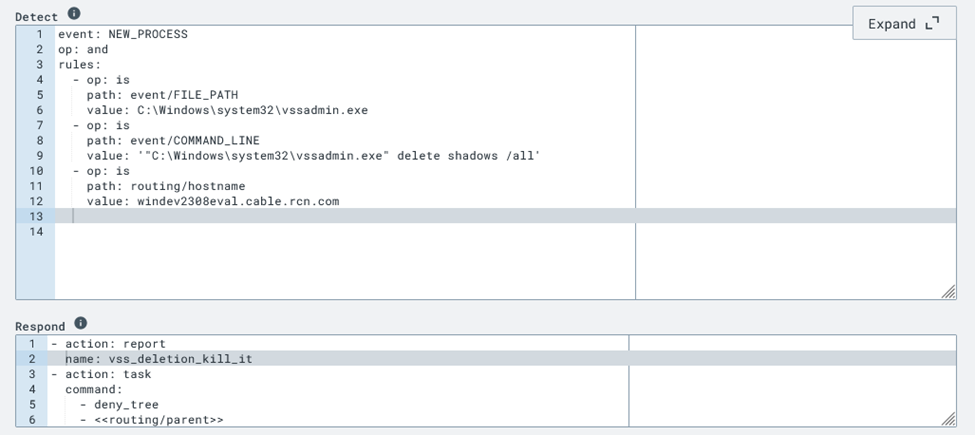 Detect
Expand
1 event: NEW_PROCESS
2 op: and
3 rules:
4   - op: is
5     path: event/FILE_PATH
6     value: C:\Windows\system32\vssadmin.exe
7   - op: is
8     path: event/COMMAND_LINE
9     value: '"C:\Windows\system32\vssadmin.exe" delete shadows /all'
10   - op: is
11     path: routing/hostname
12     value: windev2308eval.cable.rcn.com
13
14
Respond
1 - action: report
2   name: vss_deletion_kill_it
3 - action: task
4   command:
5     - deny_tree
6     - <<routing/parent>>